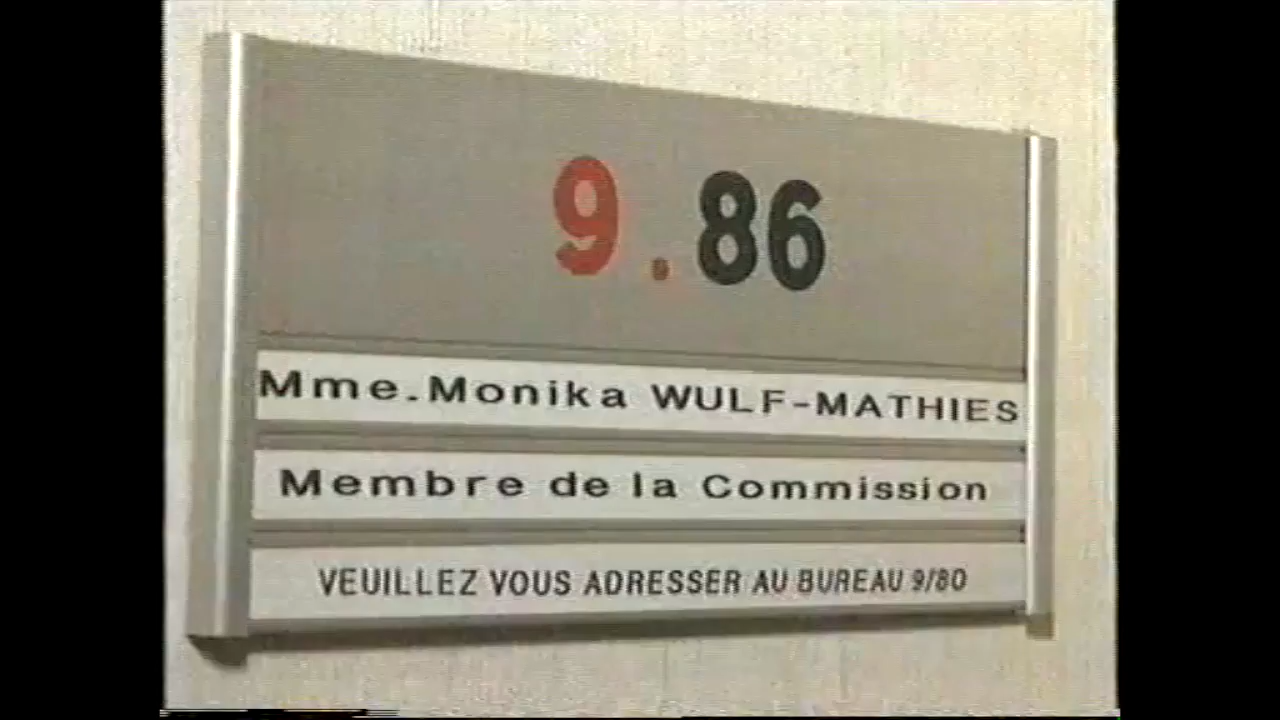 9.86
Mme.Monika WULF-MATHIES
Membre de la Commission
VEUILLEZ VOUS ADRESSER AU BUREAU 9/80